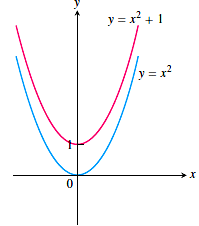 y
y = x² + 1
y = x²
1
x
0